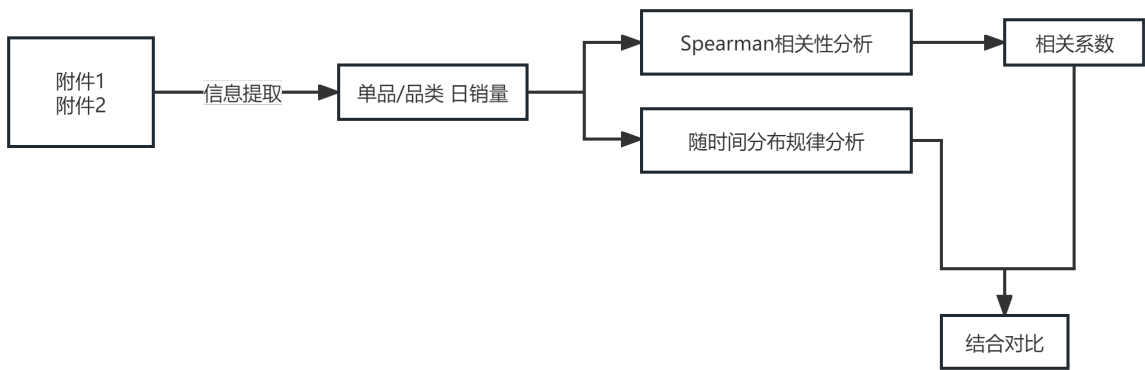 附件1
附件2
信息提取
单品/品类 日销量
Spearman相关性分析
相关系数
随时间分布规律分析
结合对比